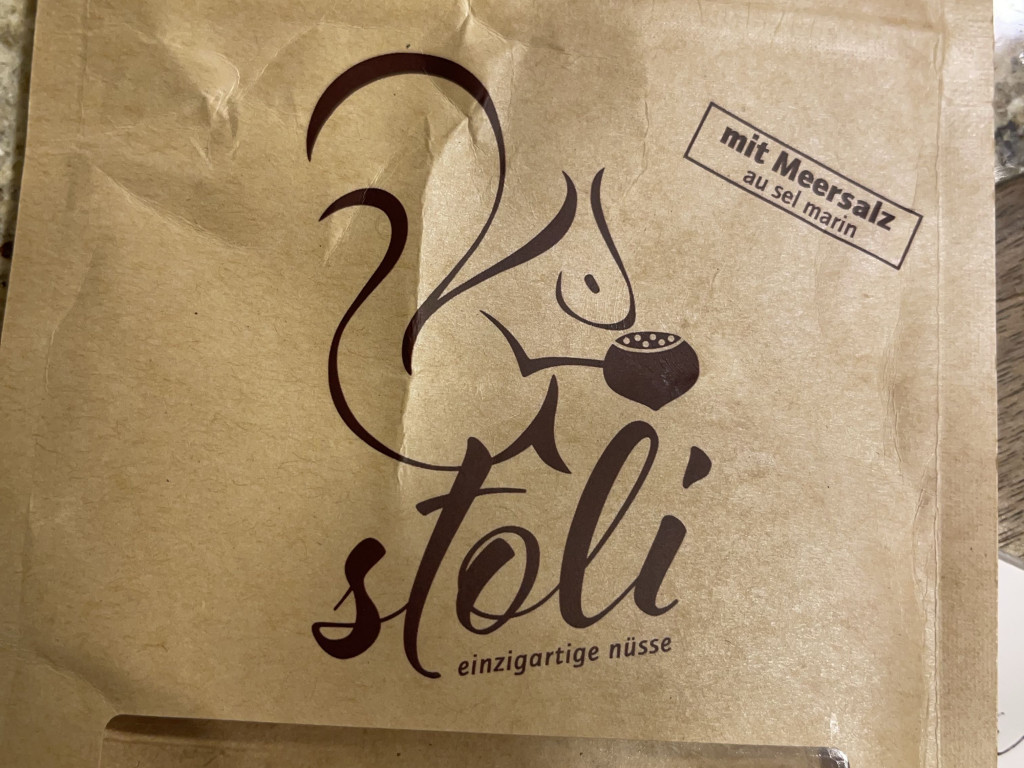 mit Meersalz
au sel marin
stoli
einzigartige nüsse